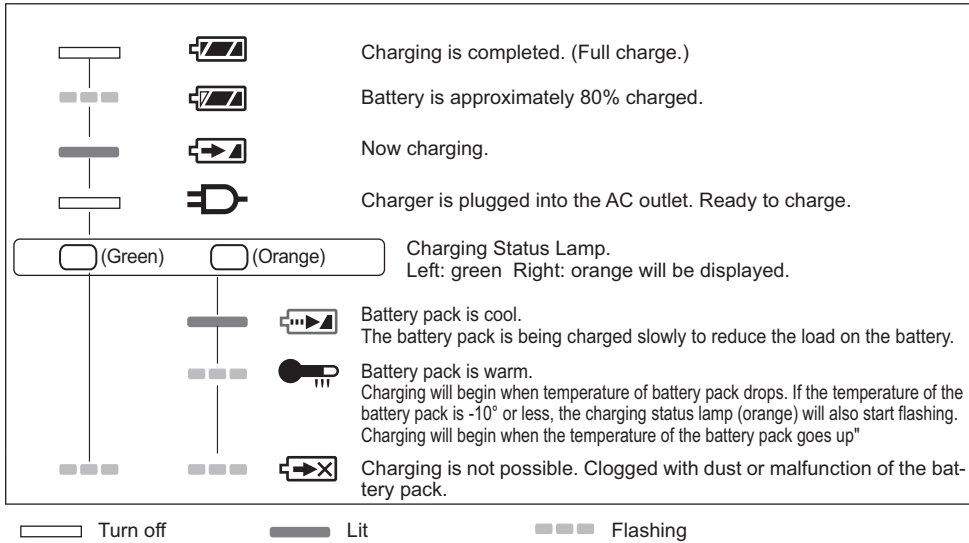 Charging is completed. (Full charge.)
Battery is approximately 80% charged.
Now charging.
Charger is plugged into the AC outlet. Ready to charge.
(Green) (Orange) Charging Status Lamp.
Left: green Right: orange will be displayed.
Battery pack is cool.
The battery pack is being charged slowly to reduce the load on the battery.
Battery pack is warm.
Charging will begin when temperature of battery pack drops. If the temperature of the
battery pack is -10° or less, the charging status lamp (orange) will also start flashing.
Charging will begin when the temperature of the battery pack goes up"
Charging is not possible. Clogged with dust or malfunction of the bat-
tery pack.
Turn off Lit Flashing